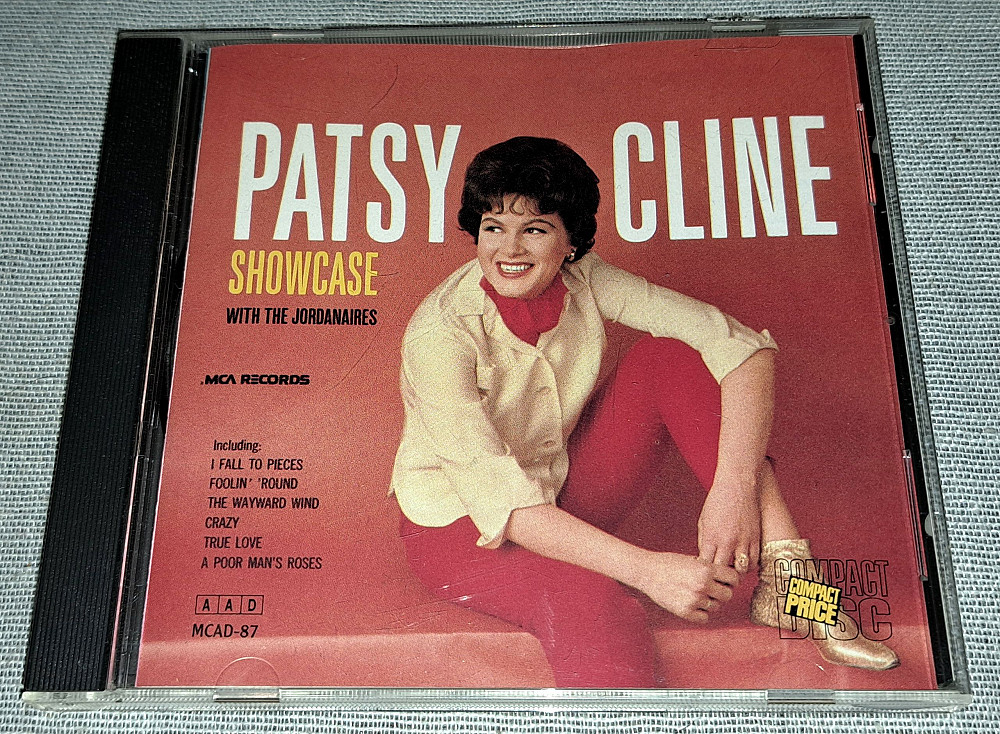 PATSY CLINE
SHOWCASE
WITH THE JORDANAIRES
.MCA RECORDS
Including:
I FALL TO PIECES
FOOLIN' 'ROUND
THE WAYWARD WIND
CRAZY
TRUE LOVE
A POOR MAN'S ROSES
AAD
MCAD-87
COMPACT
COMPACT
PRICE
DISC